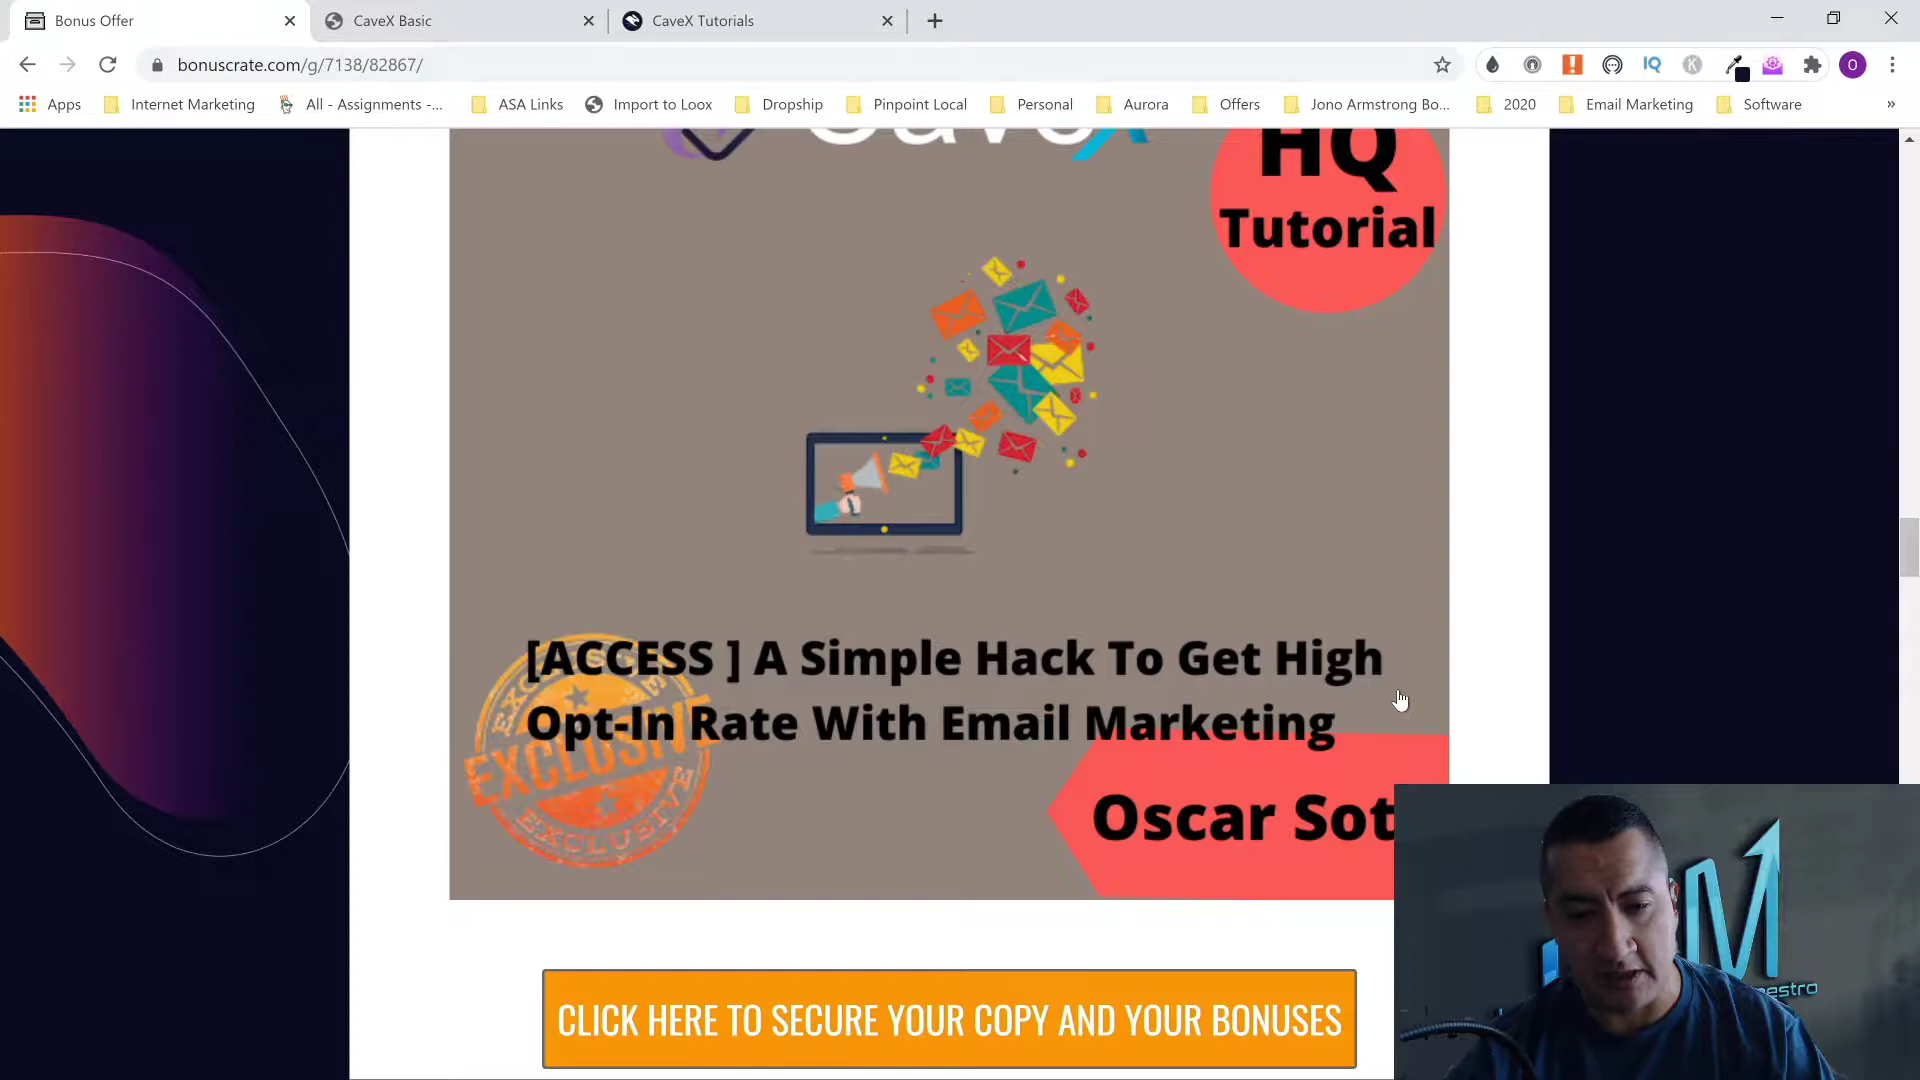 Bonus Offer
CaveX Basic
CaveX Tutorials
bonuscrate.com/g/7138/82867/
IQ
K
O
Apps
Internet Marketing
All - Assignments -...
ASA Links
Import to Loox
Dropship
Pinpoint Local
Personal
Aurora
Offers
Jono Armstrong Bo...
2020
Email Marketing
Software
»
CaveX
HQ
Tutorial
[ACCESS ] A Simple Hack To Get High
Opt-In Rate With Email Marketing
EXCLUSIVE
EXCLUSIVE
Oscar Sot
M
estro
CLICK HERE TO SECURE YOUR COPY AND YOUR BONUSES